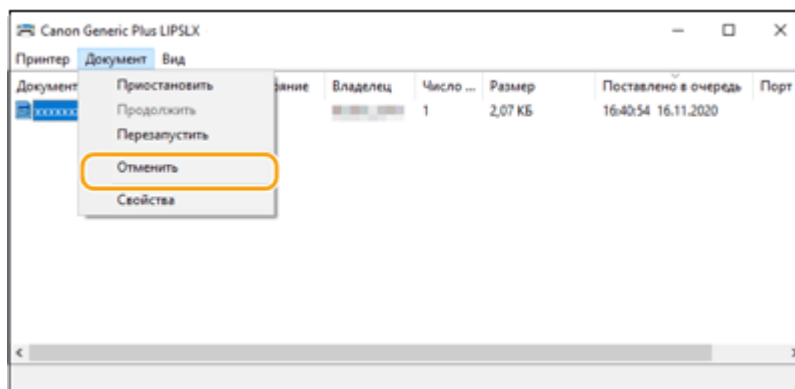 Canon Generic Plus LIPSLX
Принтер Документ Вид
Документ Владелец Число ... Размер Поставлено в очередь Порт
xxxxxxx 1 2,07 КБ 16:40:54 16.11.2020
Приостановить
Продолжить
Перезапустить
Отменить
Свойства